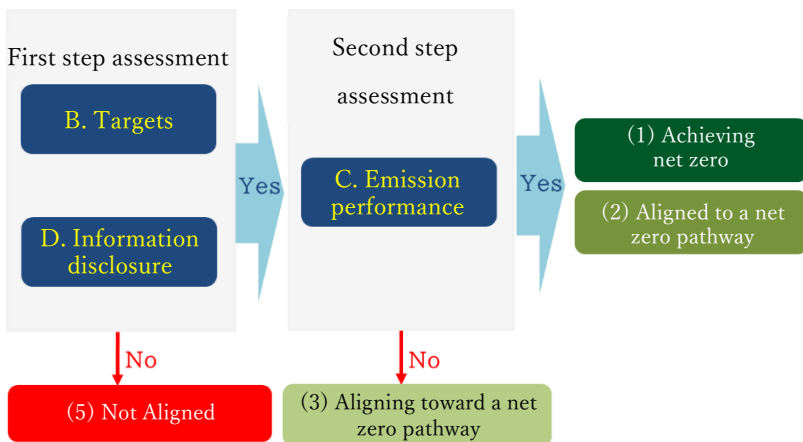 First step assessment
B. Targets
D. Information
disclosure
Yes
Second step
assessment
C. Emission
performance
Yes
(1) Achieving
net zero
(2) Aligned to a net
zero pathway
No
(5) Not Aligned
No
(3) Aligning toward a net
zero pathway